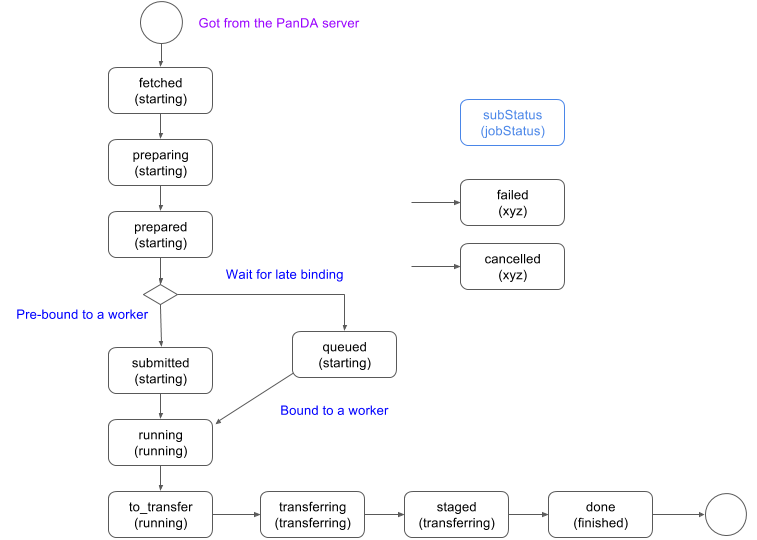 Got from the PanDA server
fetched
(starting)
subStatus
(jobStatus)
preparing
(starting)
failed
(xyz)
prepared
(starting)
cancelled
(xyz)
Wait for late binding
Pre-bound to a worker
queued
(starting)
submitted
(starting)
Bound to a worker
running
(running)
to_transfer
(running)
transferring
(transferring)
staged
(transferring)
done
(finished)